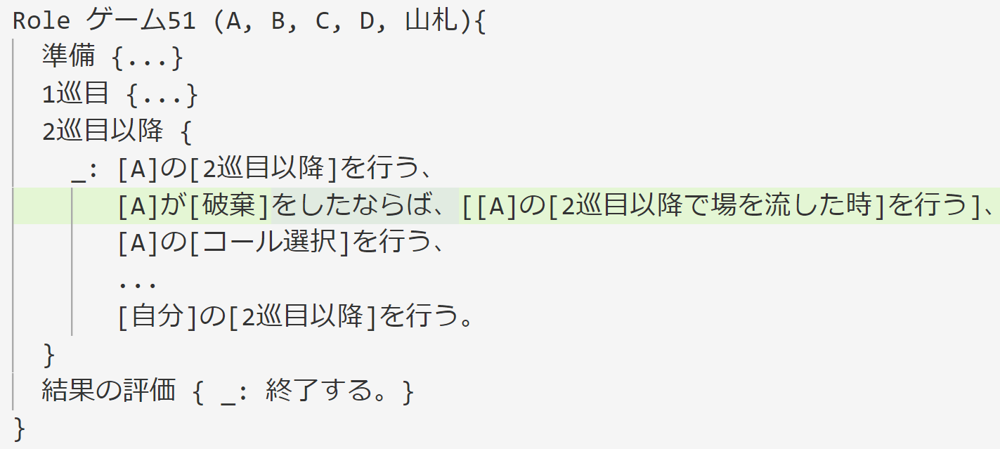 Role ゲーム51 (A, B, C, D, 山札){
準備 {...}
1巡目 {...}
2巡目以降 {
_: [A]の[2巡目以降]を行う、
[A]が[破棄]をしたならば、[[A]の[2巡目以降で場を流した時]を行う]、
[A]の[コール選択]を行う、
...
[自分]の[2巡目以降]を行う。
}
結果の評価 { _: 終了する。}
}